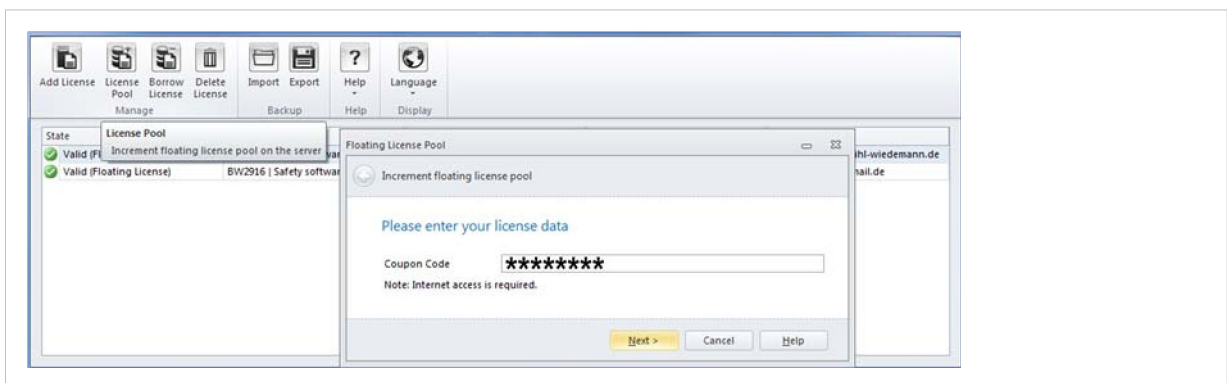 Add License License Pool Borrow License Delete License Import Export Help Language
Manage Backup Help Display
State
License Pool
Increment floating license pool on the server
Valid (Fl
ihl-wiedemann.de
Valid (Floating License) BW2916 | Safety softwar
nail.de
Floating License Pool
Increment floating license pool
Please enter your license data
Coupon Code ********
Note: Internet access is required.
Next > Cancel Help